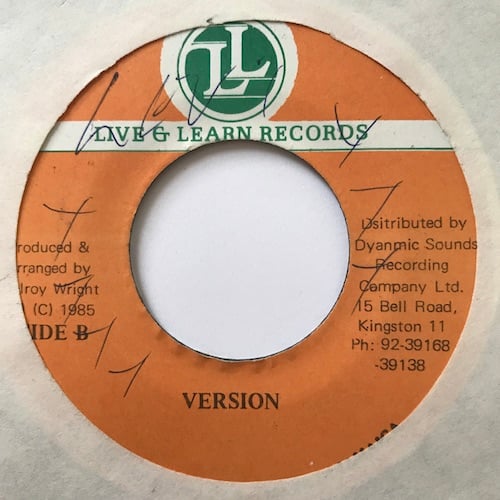 LL
LIVE & LEARN RECORDS
roduced &
rranged by
lroy Wright
(C) 1985
IDE B
Dsitributed by
Dyanmic Sounds
Recording
Company Ltd.
15 Bell Road,
Kingston 11
Ph: 92-39168
-39138
VERSION